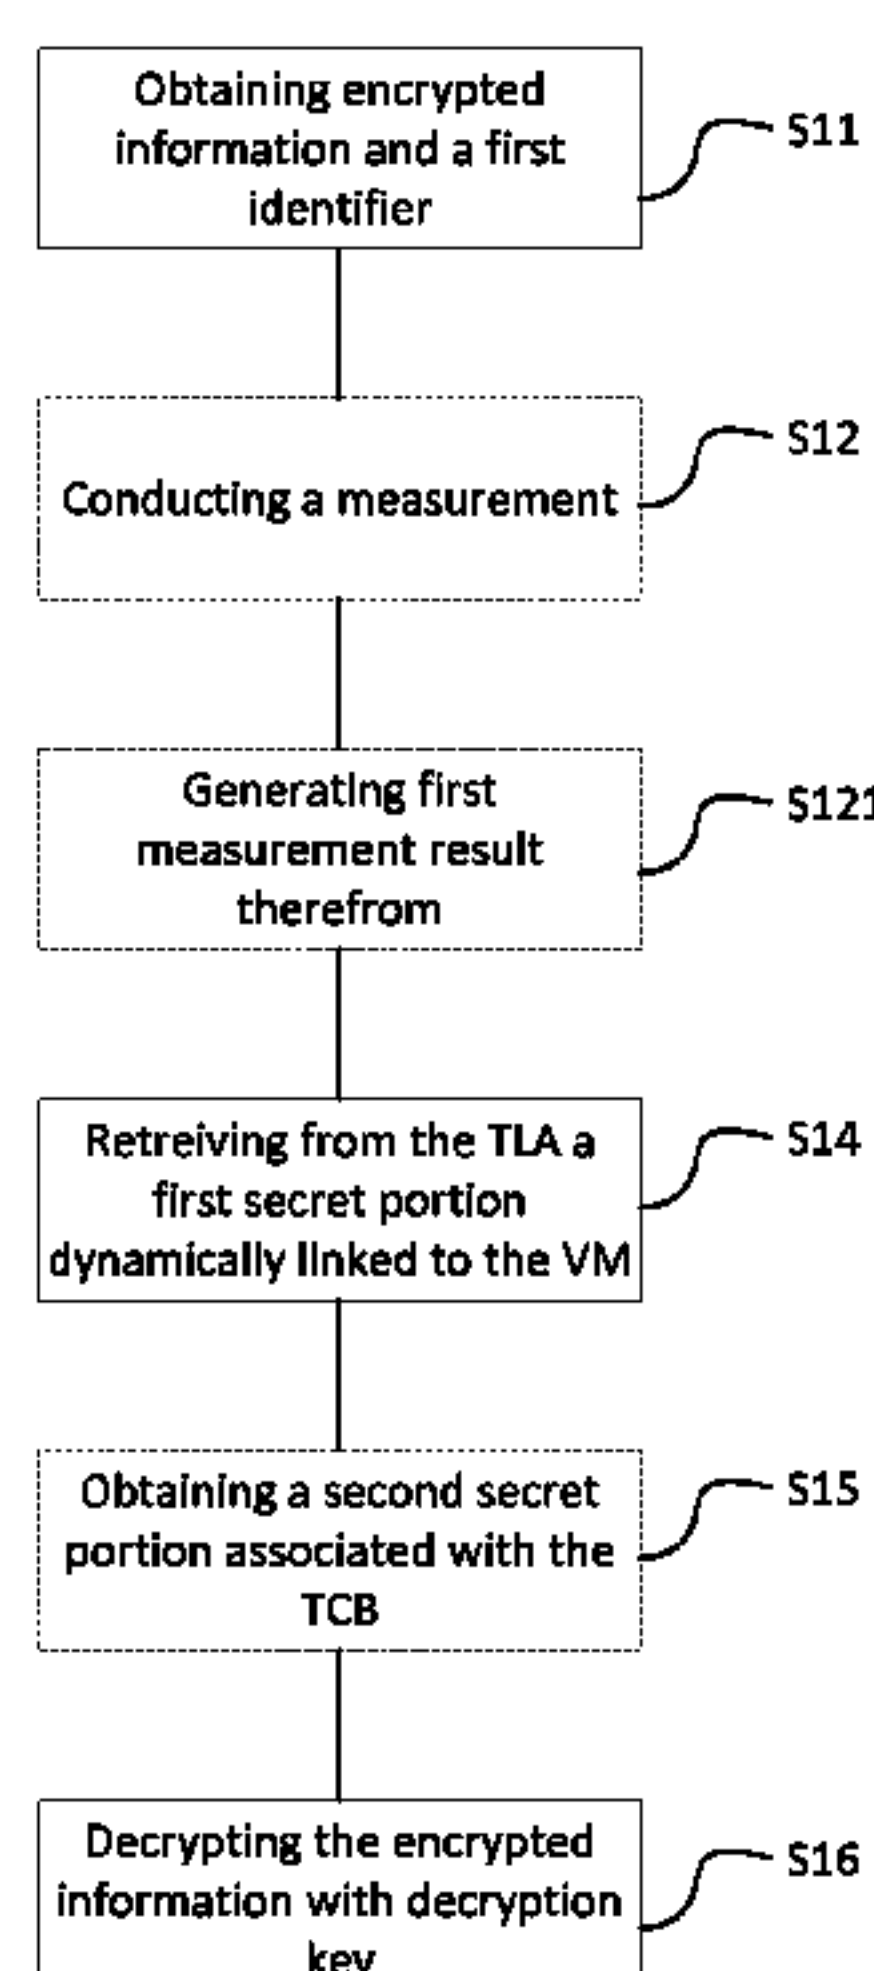 Obtaining encrypted
information and a first
identifier
S11
Conducting a measurement
S12
Generating first
measurement result
therefrom
S121
Retreiving from the TLA a
first secret portion
dynamically linked to the VM
S14
Obtaining a second secret
portion associated with the
TCB
S15
Decrypting the encrypted
information with decryption
key
S16